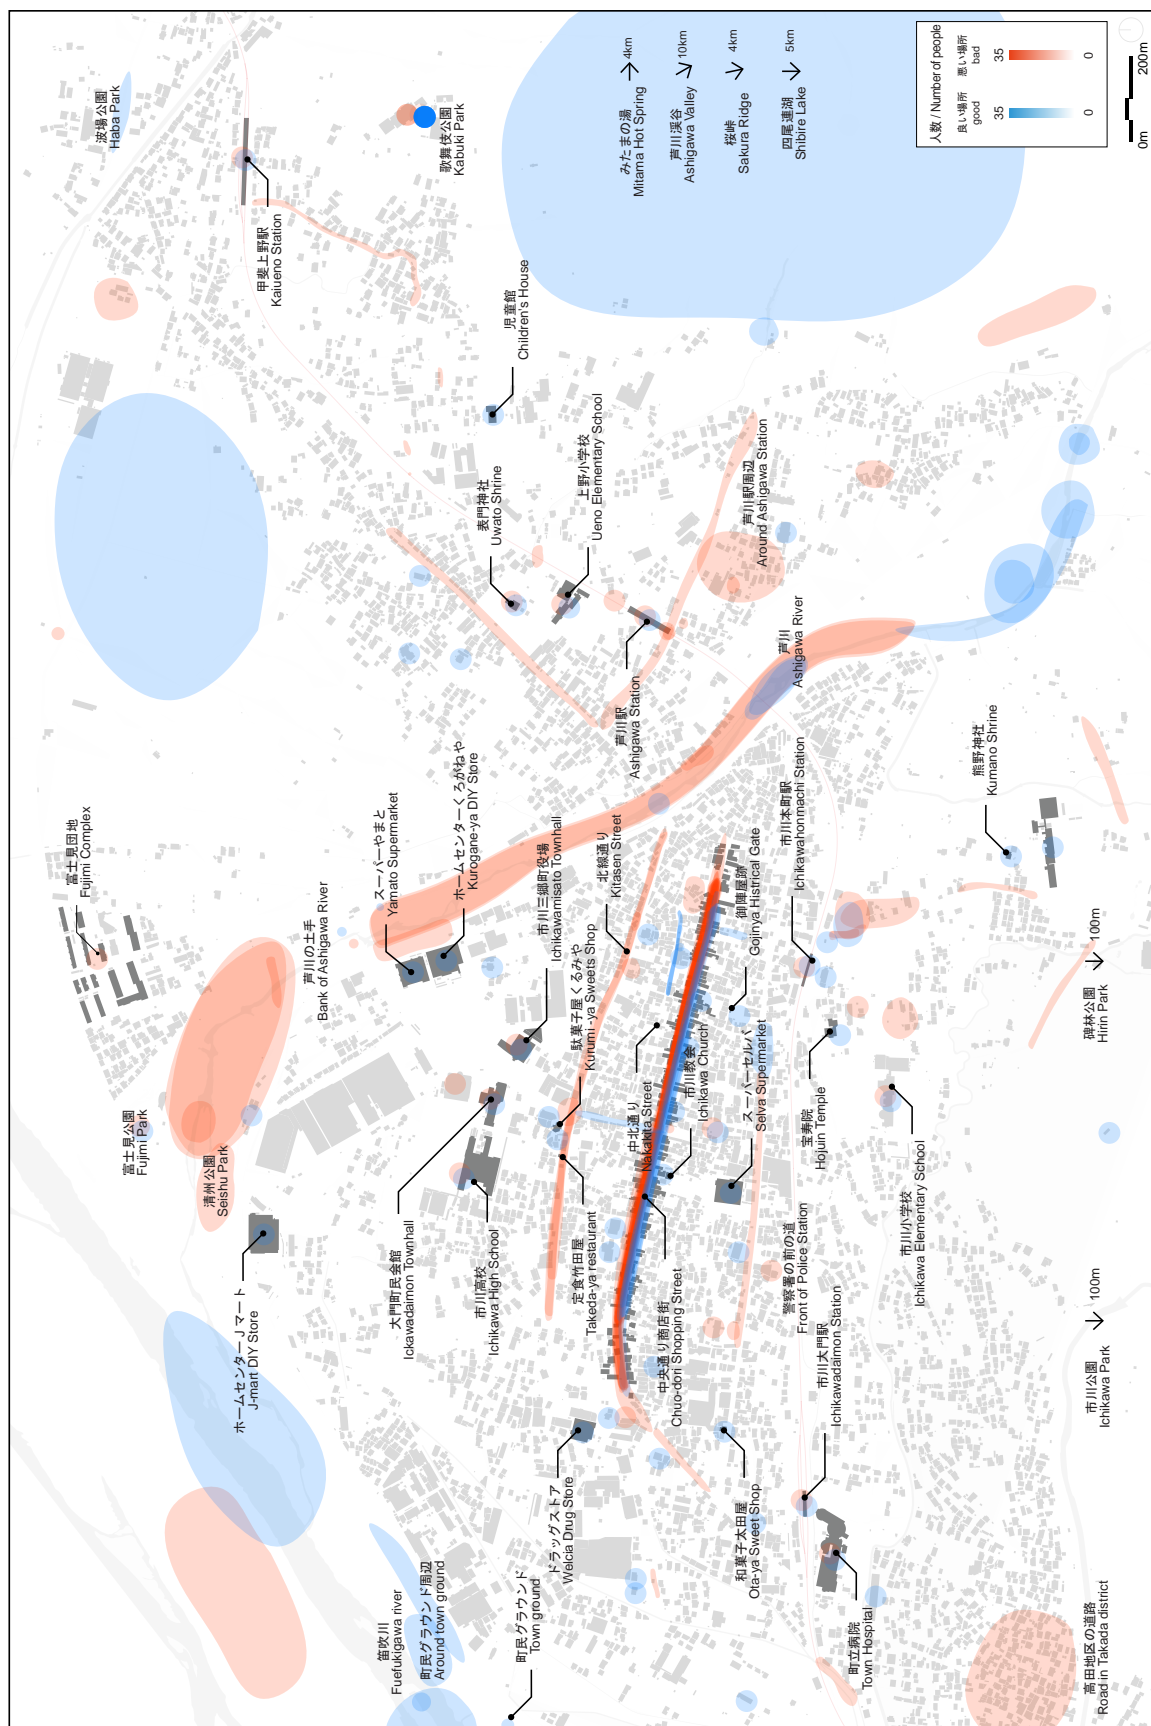 波場公園
Haba Park
甲斐上野駅
Kaiueno Station
歌舞伎公園
Kabuki Park
みたまの湯
Mitama Hot Spring
4km
芦川渓谷
Ashigawa Valley
10km
桜峠
Sakura Ridge
4km
四尾連湖
Shibire Lake
5km
人数 / Number of people
良い場所
good
35
0
悪い場所
bad
35
0
0m
200m
児童館
Children's House
表門神社
Uwato Shrine
上野小学校
Ueno Elementary School
芦川駅周辺
Around Ashigawa Station
芦川駅
Ashigawa Station
芦川
Ashigawa River
富士見団地
Fujimi Complex
芦川の土手
Bank of Ashigawa River
スーパーやまと
Yamato Supermarket
ホームセンターくろがねや
Kurogane-ya DIY Store
市川三郷町役場
Ichikawamisato Townhall
駄菓子屋くるみや
Kurumi -ya Sweets Shop
北線通り
Kitasen Street
御陣屋跡
Gojinya Histrical Gate
市川本町駅
Ichikawahonmachi Station
熊野神社
Kumano Shrine
富士見公園
Fujimi Park
清州公園
Seishu Park
中北通り
Nakakita Street
市川教会
Ichikawa Church
スーパーセルバ
Selva Supermarket
宝寿院
Hojuin Temple
碑林公園
Hirin Park
100m
ホームセンターJマート
J-mart DIY Store
大門町民会館
Ickawadaimon Townhall
市川高校
Ichikawa High School
定食竹田屋
Takeda-ya restaurant
中央通り商店街
Chuo-dori Shopping Street
警察署の前の道
Front of Police Station
市川大門駅
Ichikawadaimon Station
市川小学校
Ichikawa Elementary School
市川公園
Ichikawa Park
100m
笛吹川
Fuefukigawa river
町民グラウンド周辺
Around town ground
町民グラウンド
Town ground
ドラッグストア
Welcia Drug Store
和菓子太田屋
Ota-ya Sweet Shop
町立病院
Town Hospital
高田地区の道路
Road in Takada district